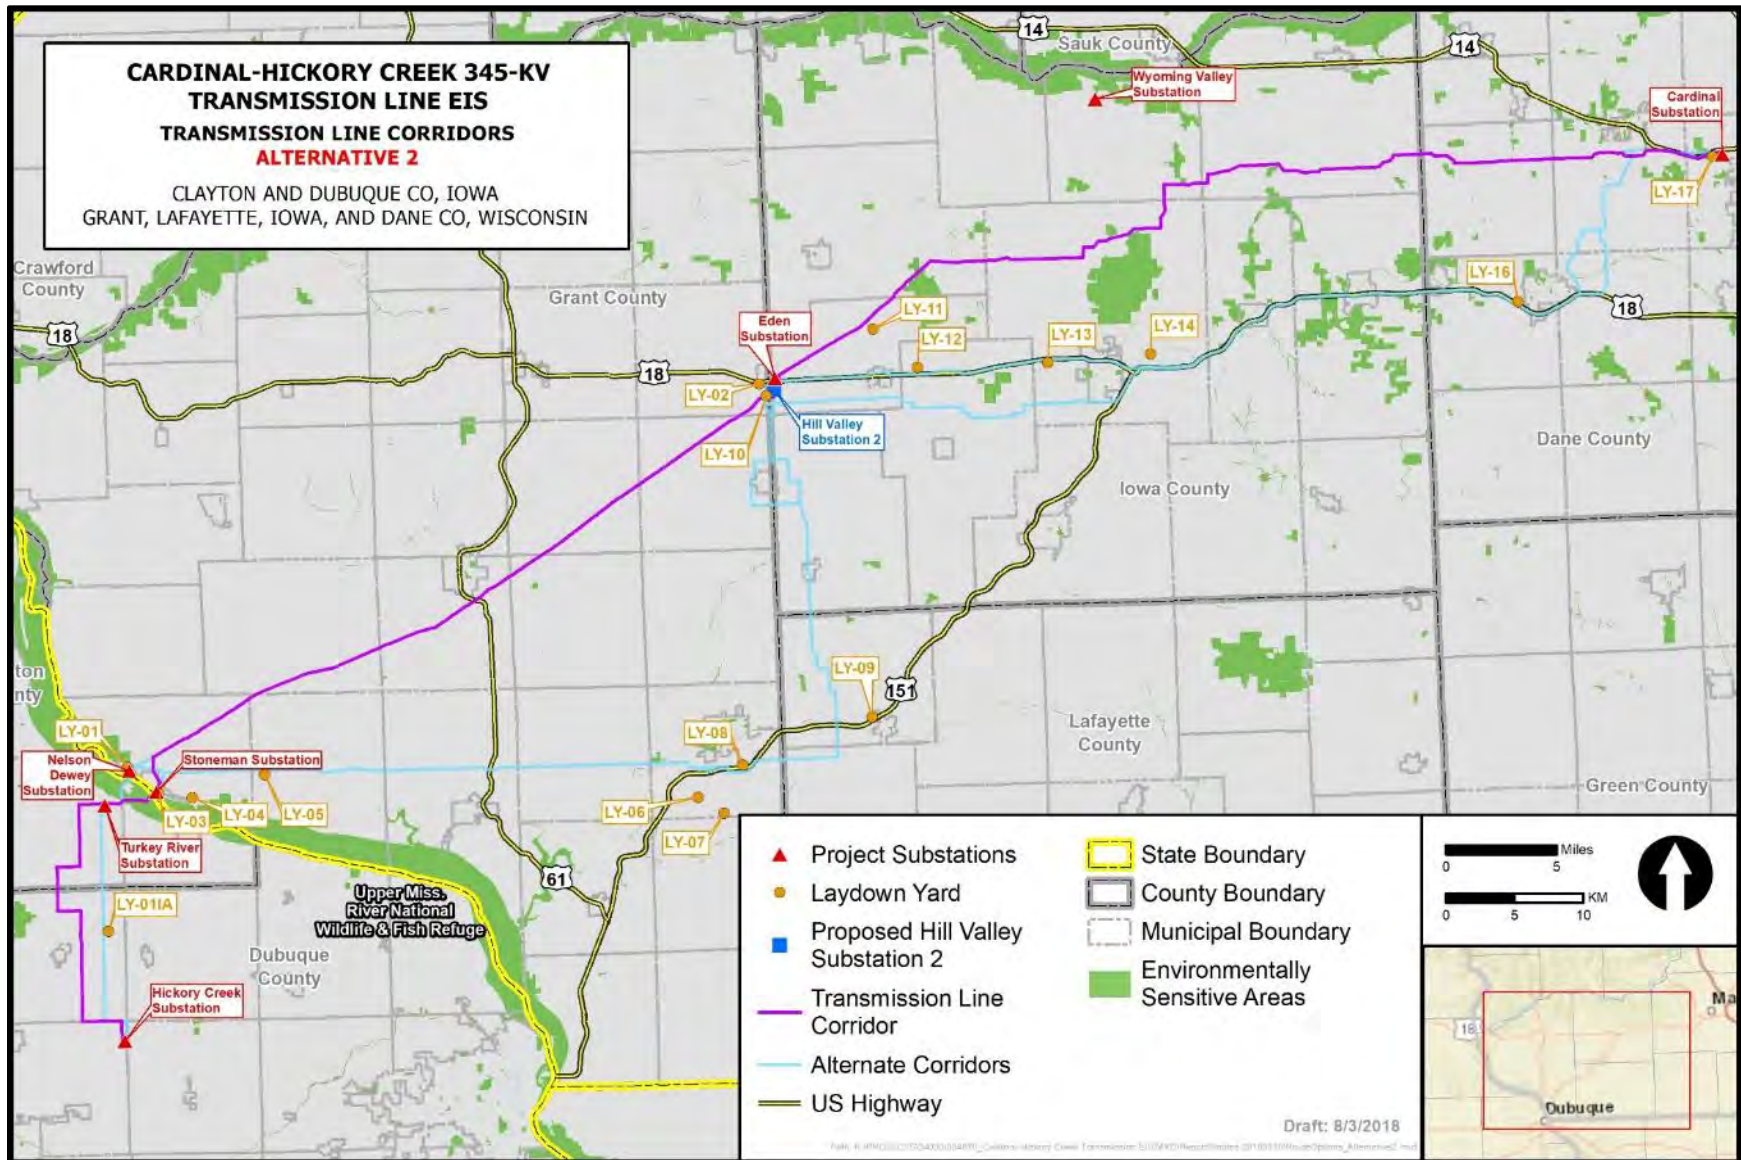 CARDINAL-HICKORY CREEK 345-KV
TRANSMISSION LINE EIS
TRANSMISSION LINE CORRIDORS
ALTERNATIVE 2
CLAYTON AND DUBUQUE CO, IOWA
GRANT, LAFAYETTE, IOWA, AND DANE CO, WISCONSIN
14
Sauk County
14
Wyoming Valley
Substation
Cardinal
Substation
LY-17
Crawford
County
Grant County
18
LY-16
18
LY-11
Eden
Substation
LY-12
LY-13
LY-14
18
LY-02
Hill Valley
Substation 2
LY-10
Dane County
Iowa County
ton
nty
LY-09
151
Lafayette
County
LY-01
LY-08
Nelson
Dewey
Substation
Stoneman Substation
Green County
LY-03
LY-04
LY-05
LY-06
LY-07
Turkey River
Substation
61
Upper Miss.
River National
Wildlife & Fish Refuge
LY-01IA
Dubuque
County
Hickory Creek
Substation
Project Substations
Laydown Yard
Proposed Hill Valley
Substation 2
Transmission Line
Corridor
Alternate Corridors
US Highway
State Boundary
County Boundary
Municipal Boundary
Environmentally
Sensitive Areas
Draft: 8/3/2018
Miles
0 5
KM
0 5 10
18
Ma
Dubuque